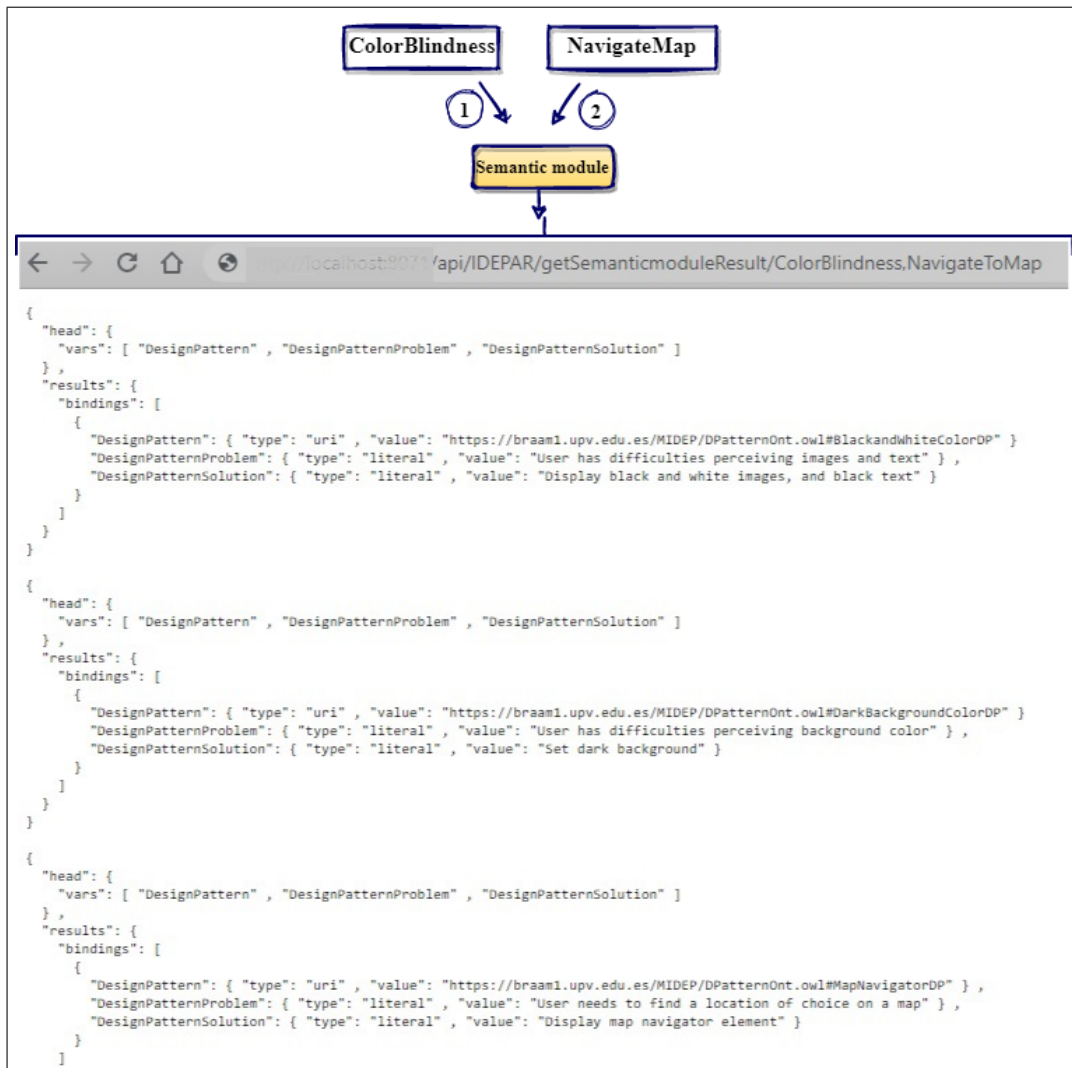 ColorBlindness NavigateMap
1 2
Semantic module
//localhost:8071/api/IDEPAR/getSemanticmoduleResult/ColorBlindness,NavigateToMap
{
"head": {
"vars": [ "DesignPattern" , "DesignPatternProblem" , "DesignPatternSolution" ]
} ,
"results": {
"bindings": [
{
"DesignPattern": { "type": "uri" , "value": "https://braam1.upv.edu.es/MIDEP/DPatternOnt.owl#BlackandWhiteColorDP" }
"DesignPatternProblem": { "type": "literal" , "value": "User has difficulties perceiving images and text" } ,
"DesignPatternSolution": { "type": "literal" , "value": "Display black and white images, and black text" }
}
]
}
}
{
"head": {
"vars": [ "DesignPattern" , "DesignPatternProblem" , "DesignPatternSolution" ]
} ,
"results": {
"bindings": [
{
"DesignPattern": { "type": "uri" , "value": "https://braam1.upv.edu.es/MIDEP/DPatternOnt.owl#DarkBackgroundColorDP" }
"DesignPatternProblem": { "type": "literal" , "value": "User has difficulties perceiving background color" } ,
"DesignPatternSolution": { "type": "literal" , "value": "Set dark background" }
}
]
}
}
{
"head": {
"vars": [ "DesignPattern" , "DesignPatternProblem" , "DesignPatternSolution" ]
} ,
"results": {
"bindings": [
{
"DesignPattern": { "type": "uri" , "value": "https://braam1.upv.edu.es/MIDEP/DPatternOnt.owl#MapNavigatorDP" } ,
"DesignPatternProblem": { "type": "literal" , "value": "User needs to find a location of choice on a map" } ,
"DesignPatternSolution": { "type": "literal" , "value": "Display map navigator element" }
}
]